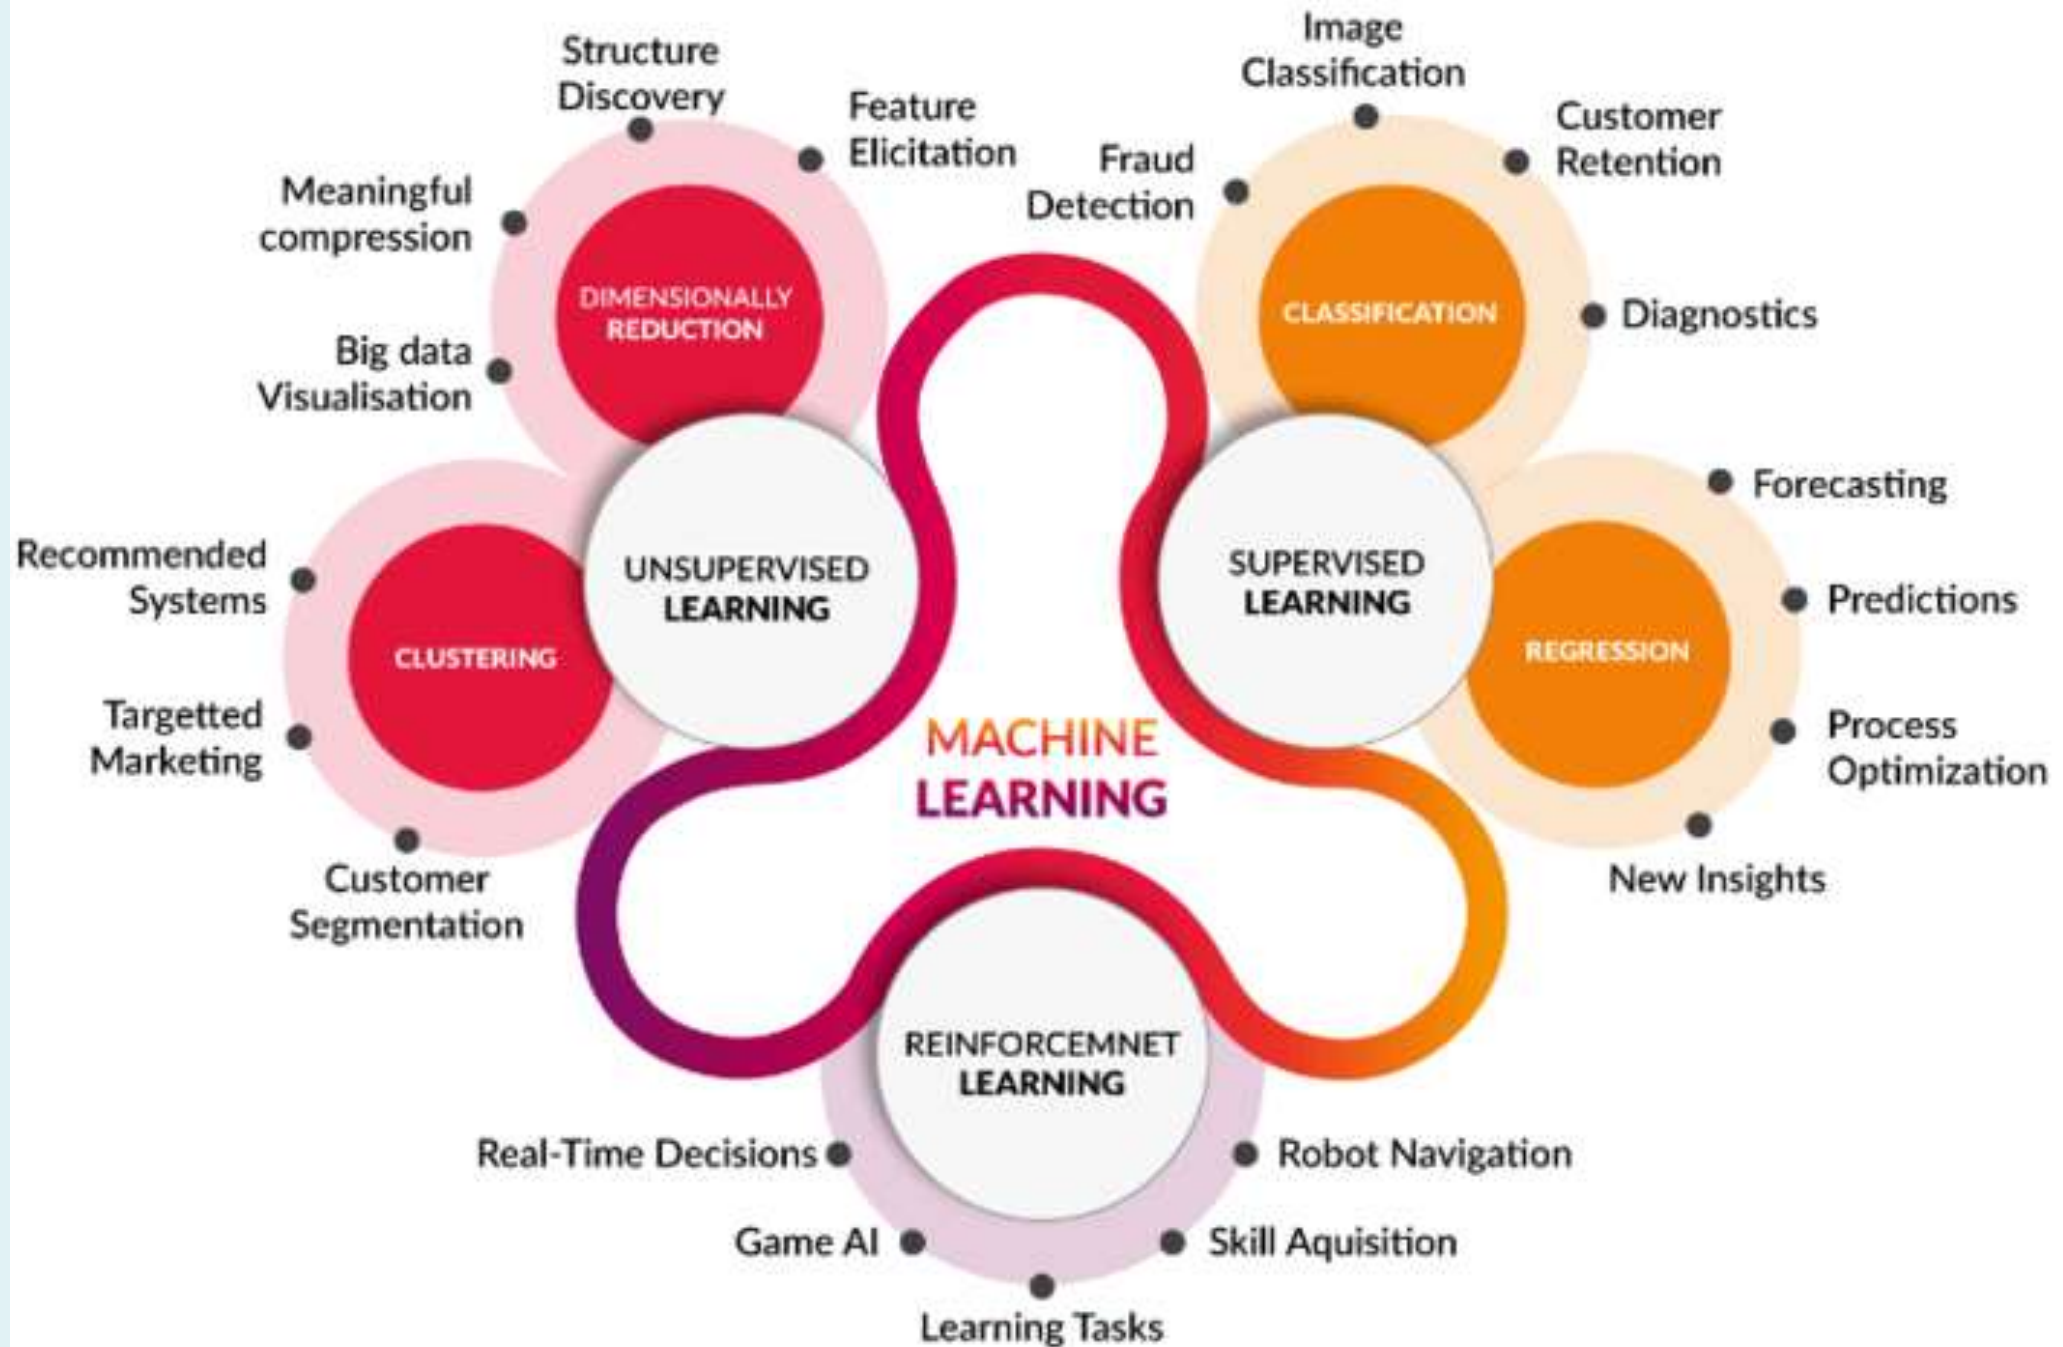 Structure
Discovery
Feature
Elicitation
Meaningful
compression
Big data
Visualisation
DIMENSIONALLY
REDUCTION
Recommended
Systems
Targetted
Marketing
Customer
Segmentation
CLUSTERING
UNSUPERVISED
LEARNING
Image
Classification
Fraud
Detection
Customer
Retention
Diagnostics
CLASSIFICATION
SUPERVISED
LEARNING
Forecasting
Predictions
Process
Optimization
New Insights
REGRESSION
MACHINE
LEARNING
REINFORCEMNET
LEARNING
Real-Time Decisions
Game AI
Learning Tasks
Skill Aquisition
Robot Navigation